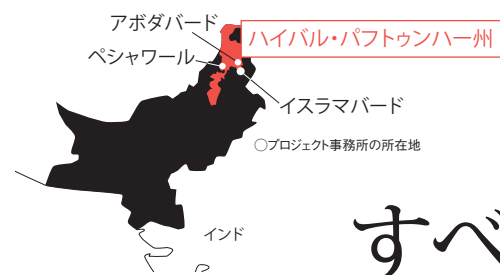 アボダバード
ハイバル・パフトゥンハー州
ペシャワール
イスラマバード
○プロジェクト事務所の所在地
インド
すべ